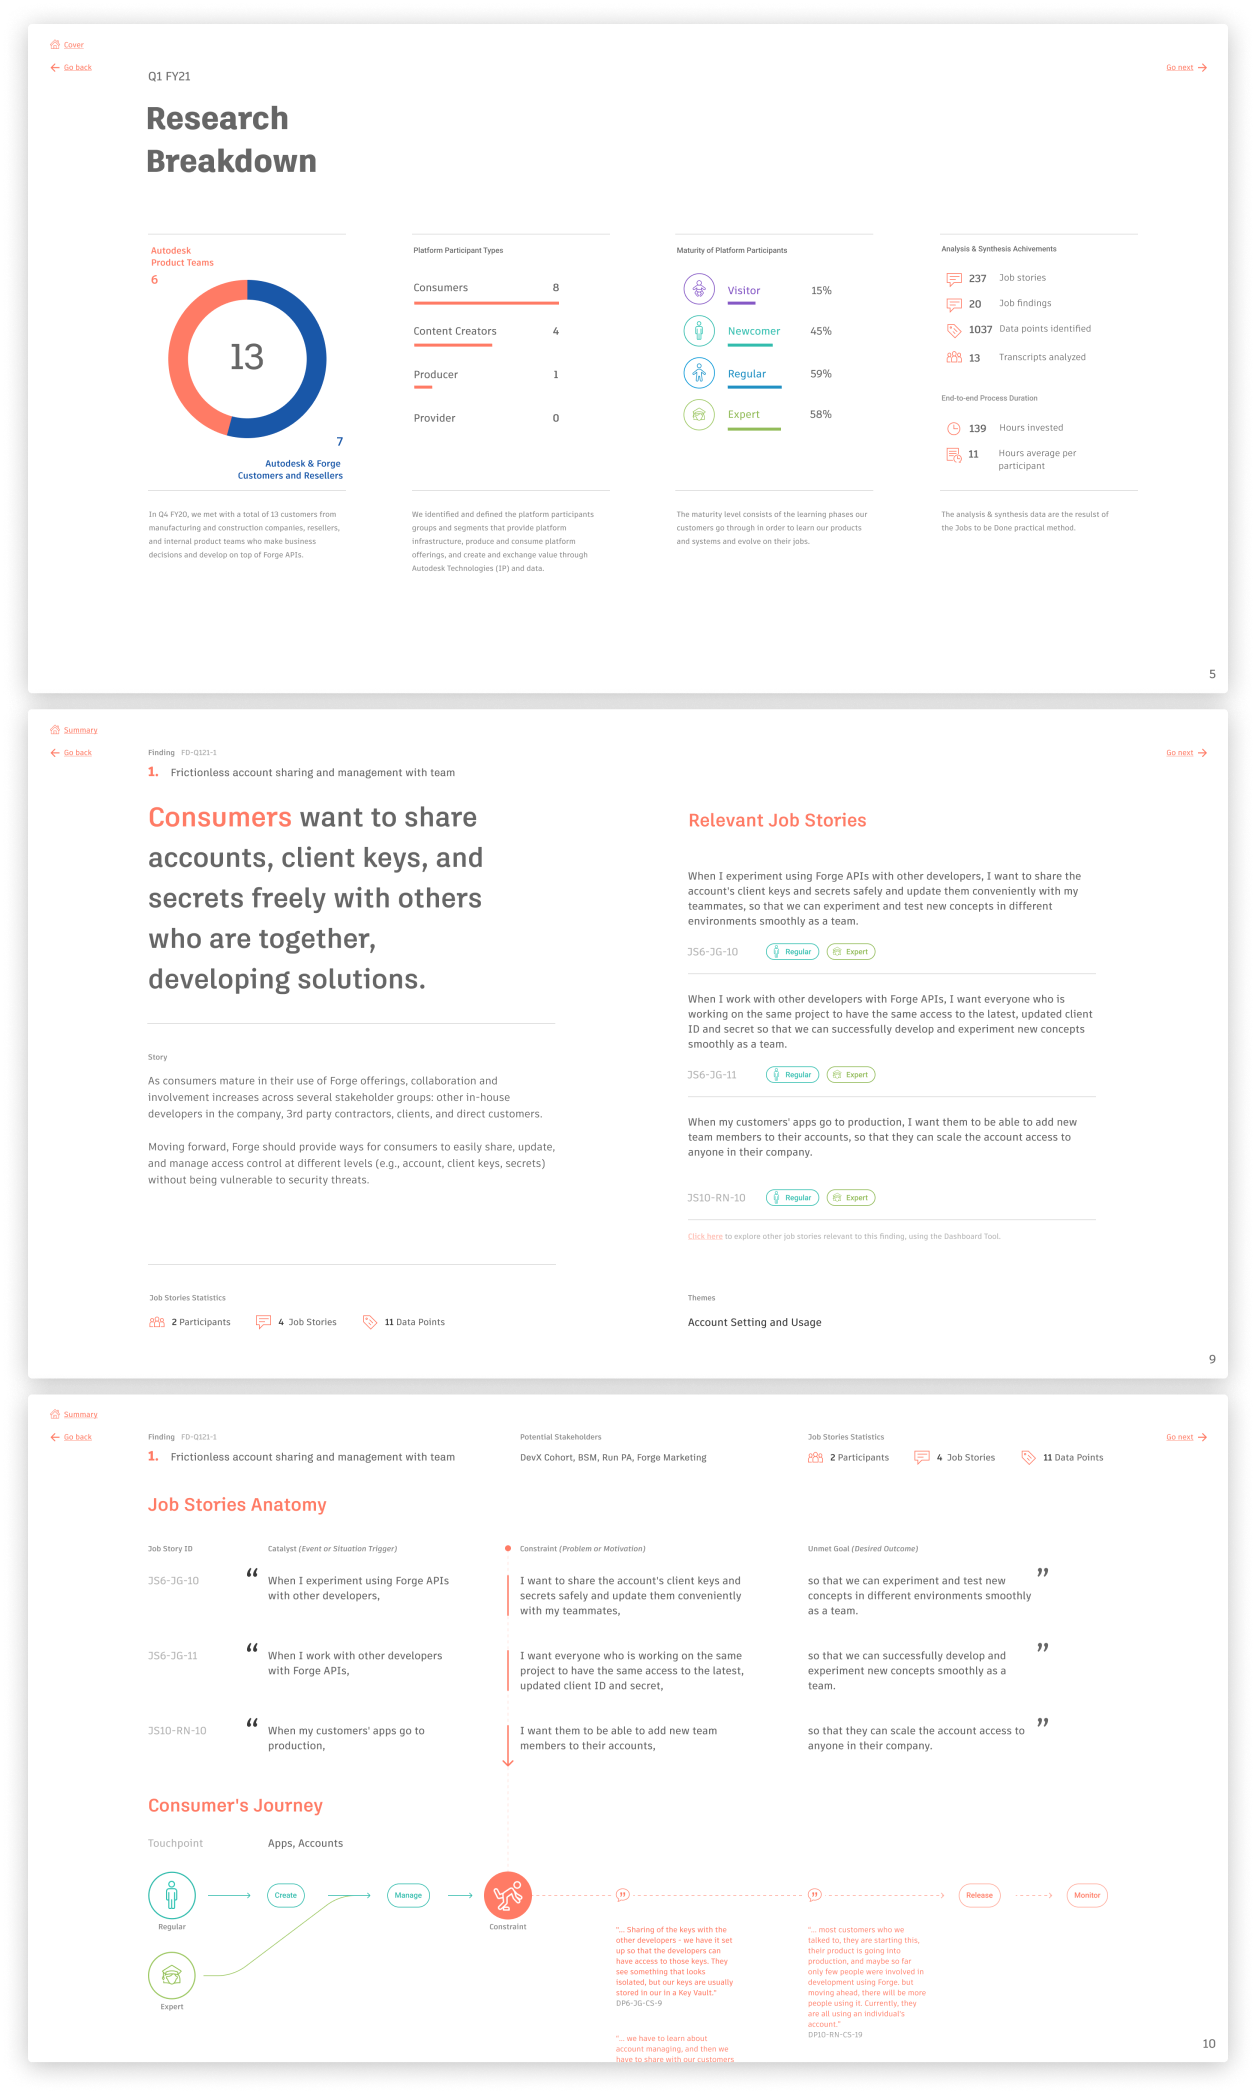 Cover
Go back
Go next
Q1 FY21
Research
Breakdown
Autodesk
Product Teams
6
13
7
Autodesk & Forge
Customers and Resellers
In Q4 FY20, we met with a total of 13 customers from
manufacturing and construction companies, resellers,
and internal product teams who make business
decisions and develop on top of Forge APIs.
Platform Participant Types
Consumers 8
Content Creators 4
Producer 1
Provider 0
We identified and defined the platform participants
groups and segments that provide platform
infrastructure, produce and consume platform
offerings, and create and exchange value through
Autodesk Technologies (IP) and data.
Maturity of Platform Participants
Visitor 15%
Newcomer 45%
Regular 59%
Expert 58%
The maturity level consists of the learning phases our
customers go through in order to learn our products
and systems and evolve on their jobs.
Analysis & Synthesis Achivements
237 Job stories
20 Job findings
1037 Data points identified
13 Transcripts analyzed
End-to-end Process Duration
139 Hours invested
11 Hours average per
participant
The analysis & synthesis data are the resulst of
the Jobs to be Done practical method.
5
Summary
Go back
Go next
Finding FD-Q121-1
1. Frictionless account sharing and management with team
Consumers want to share
accounts, client keys, and
secrets freely with others
who are together,
developing solutions.
Story
As consumers mature in their use of Forge offerings, collaboration and
involvement increases across several stakeholder groups: other in-house
developers in the company, 3rd party contractors, clients, and direct customers.
Moving forward, Forge should provide ways for consumers to easily share, update,
and manage access control at different levels (e.g., account, client keys, secrets)
without being vulnerable to security threats.
Job Stories Statistics
2 Participants 4 Job Stories 11 Data Points
Relevant Job Stories
When I experiment using Forge APIs with other developers, I want to share the
account's client keys and secrets safely and update them conveniently with my
teammates, so that we can experiment and test new concepts in different
environments smoothly as a team.
JS6-JG-10 Regular Expert
When I work with other developers with Forge APIs, I want everyone who is
working on the same project to have the same access to the latest, updated client
ID and secret so that we can successfully develop and experiment new concepts
smoothly as a team.
JS6-JG-11 Regular Expert
When my customers' apps go to production, I want them to be able to add new
team members to their accounts, so that they can scale the account access to
anyone in their company.
JS10-RN-10 Regular Expert
Click here to explore other job stories relevant to this finding, using the Dashboard Tool.
Themes
Account Setting and Usage
9
Summary
Go back
Go next
Finding FD-Q121-1
1. Frictionless account sharing and management with team
Potential Stakeholders
DevX Cohort, BSM, Run PA, Forge Marketing
Job Stories Statistics
2 Participants 4 Job Stories 11 Data Points
Job Stories Anatomy
Job Story ID
Catalyst (Event or Situation Trigger)
Constraint (Problem or Motivation)
Unmet Goal (Desired Outcome)
JS6-JG-10
“ When I experiment using Forge APIs
with other developers,
I want to share the account's client keys and
secrets safely and update them conveniently
with my teammates,
so that we can experiment and test new ”
concepts in different environments smoothly
as a team.
JS6-JG-11
“ When I work with other developers
with Forge APIs,
I want everyone who is working on the same
project to have the same access to the latest,
updated client ID and secret,
so that we can successfully develop and ”
experiment new concepts smoothly as a
team.
JS10-RN-10
“ When my customers' apps go to
production,
I want them to be able to add new team
members to their accounts,
so that they can scale the account access to ”
anyone in their company.
Consumer's Journey
Touchpoint
Apps, Accounts
Regular
Create
Manage
Constraint
Release
Monitor
Expert
"... Sharing of the keys with the
other developers - we have it set
up so that the developers can
have access to those keys. They
see something that looks
isolated, but our keys are usually
stored in our in a Key Vault."
DP6-JG-CS-9
"... we have to learn about
account managing, and then we
have to share with our customers
"... most customers who we
talked to, they are starting this,
their product is going into
production, and maybe so far
only few people were involved in
development using Forge, but
moving ahead, there will be more
people using it. Currently, they
are all using an individual's
account."
DP10-RN-CS-19
10